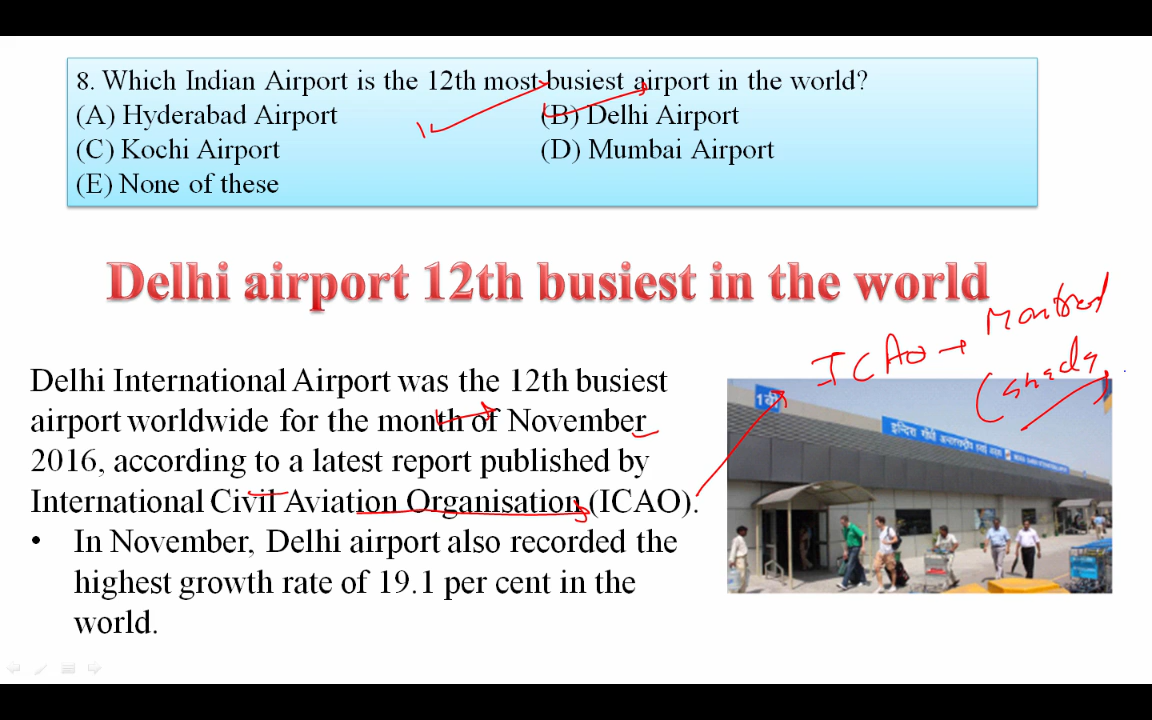 8. Which Indian Airport is the 12th most busiest airport in the world?
(A) Hyderabad Airport (B) Delhi Airport
(C) Kochi Airport (D) Mumbai Airport
(E) None of these
Delhi airport 12th busiest in the world
ICAO → Montreal
Delhi International Airport was the 12th busiest
airport worldwide for the month of November
2016, according to a latest report published by
International Civil Aviation Organisation (ICAO).
• In November, Delhi airport also recorded the
highest growth rate of 19.1 per cent in the
world.
इन्दिरा गाँधी अन्तर्राष्ट्रीय